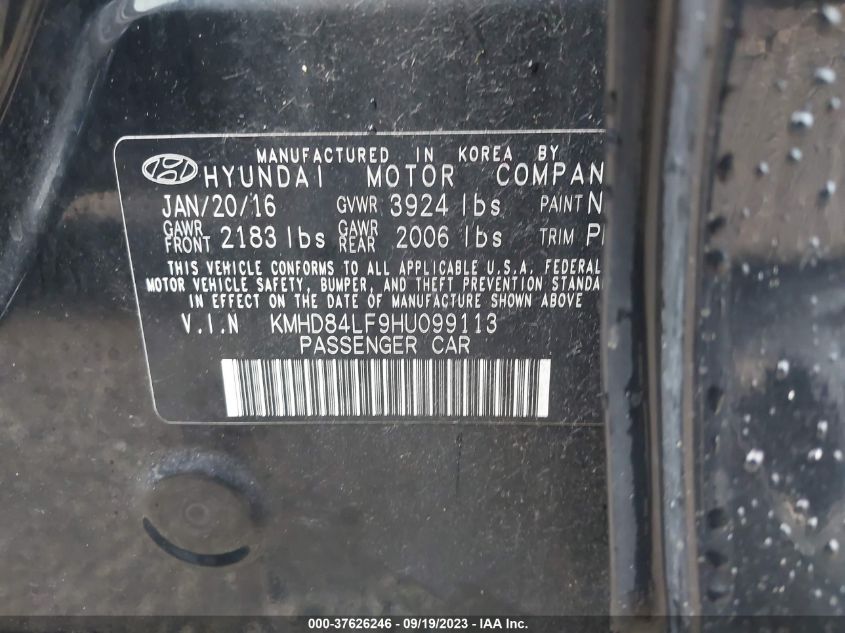 MANUFACTURED IN KOREA BY
HYUNDAI MOTOR COMPAN
JAN/20/16 GVWR 3924 lbs PAINT N
GAWR FRONT 2183 lbs GAWR REAR 2006 lbs TRIM P
THIS VEHICLE CONFORMS TO ALL APPLICABLE U.S.A. FEDERAL
MOTOR VEHICLE SAFETY, BUMPER, AND THEFT PREVENTION STANDA
IN EFFECT ON THE DATE OF MANUFACTURE SHOWN ABOVE
V.I.N KMHD84LF9HU099113
PASSENGER CAR
000-37626246 - 09/19/2023 - IAA Inc.